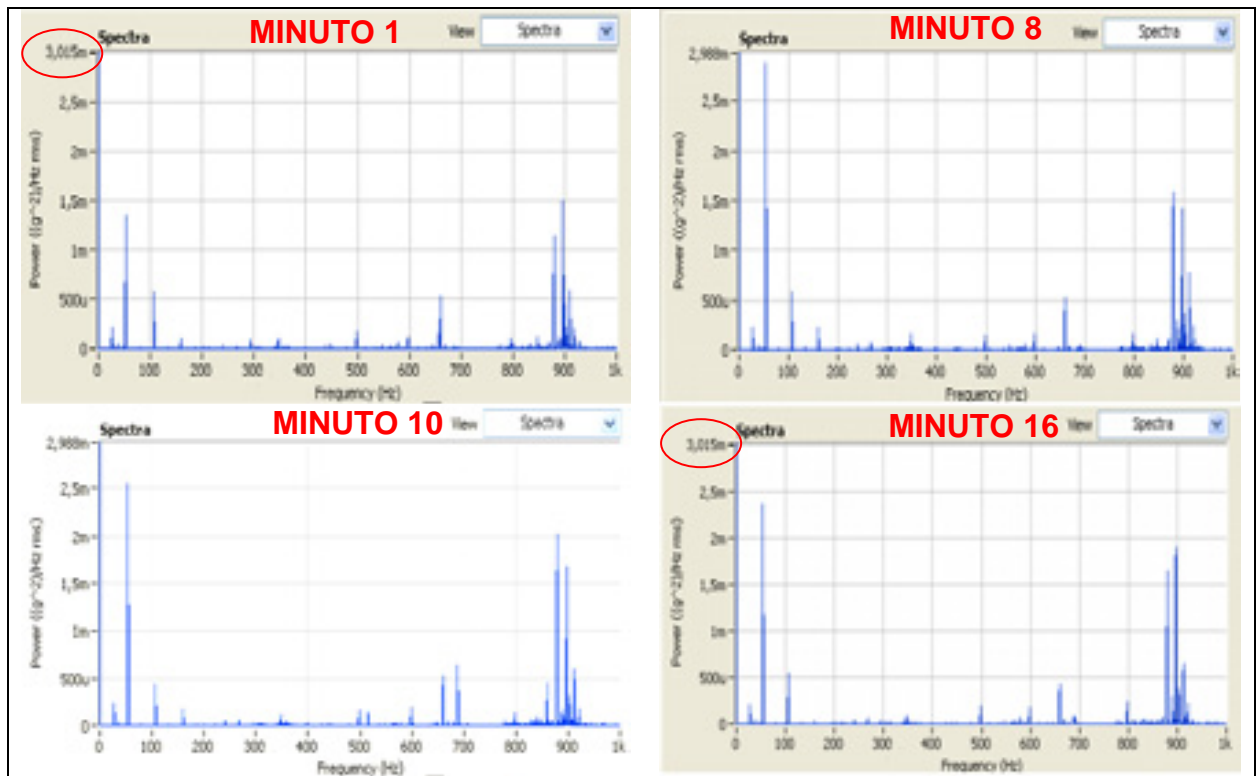 MINUTO 1
View Spectra
Spectra
3,015m
2,5m
2m
1,5m
1m
500u
0
Power ((g^2)/Hz rms)
0 100 200 300 400 500 600 700 800 900 1k
Frequency (Hz)
MINUTO 8
View Spectra
Spectra
2,988m
2,5m
2m
1,5m
1m
500u
0
Power ((g^2)/Hz rms)
0 100 200 300 400 500 600 700 800 900 1k
Frequency (Hz)
MINUTO 10
View Spectra
Spectra
2,988m
2,5m
2m
1,5m
1m
500u
0
Power ((g^2)/Hz rms)
0 100 200 300 400 500 600 700 800 900 1k
Frequency (Hz)
MINUTO 16
View Spectra
Spectra
3,015m
2,5m
2m
1,5m
1m
500u
0
Power ((g^2)/Hz rms)
0 100 200 300 400 500 600 700 800 900 1k
Frequency (Hz)